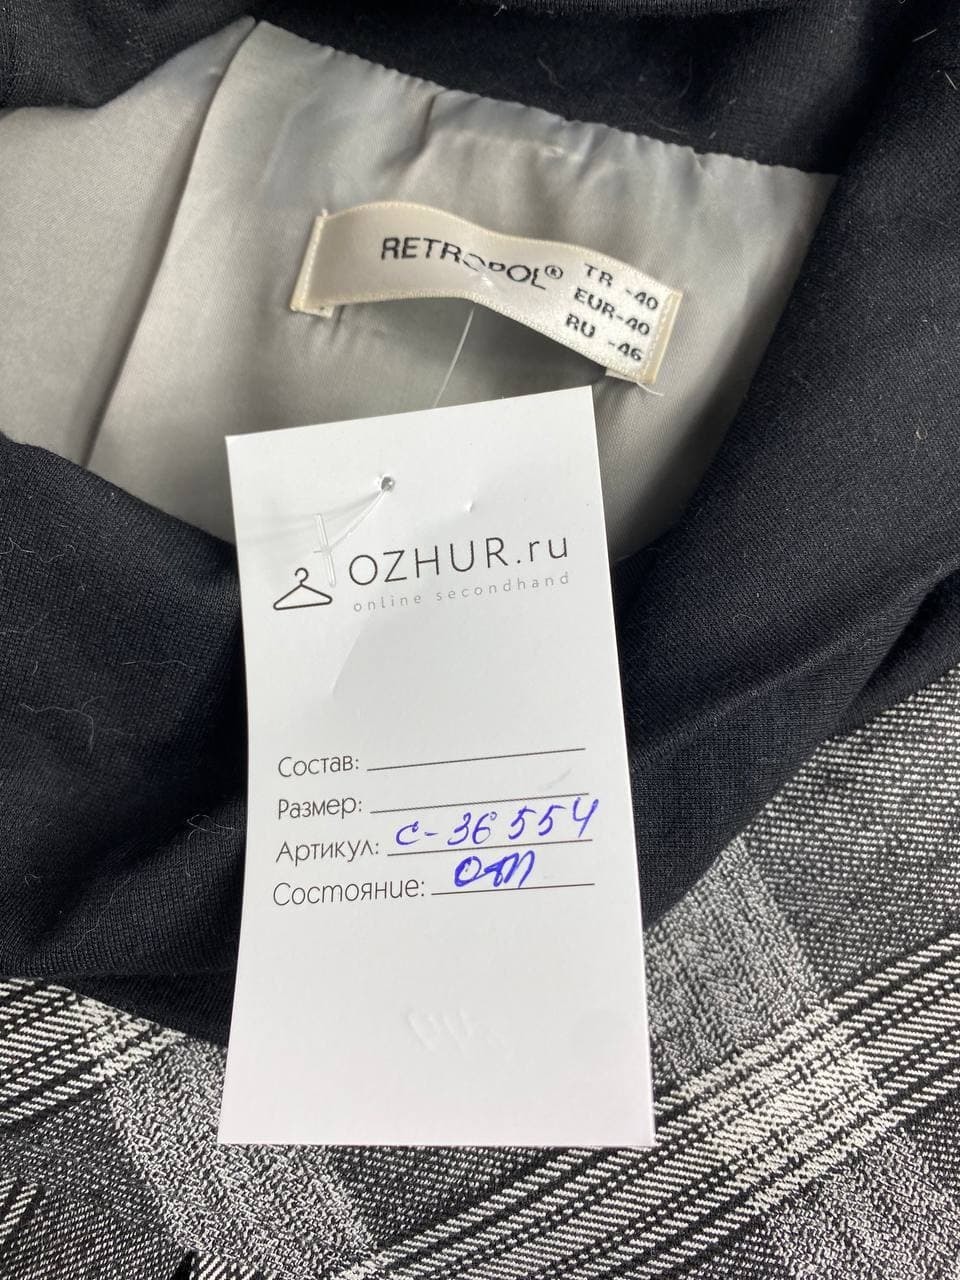 RETROPOL®
TR -40
EUR-40
RU -46
OZHUR.ru
online secondhand
Состав:
Размер:
Артикул: С-36554
Состояние: отл